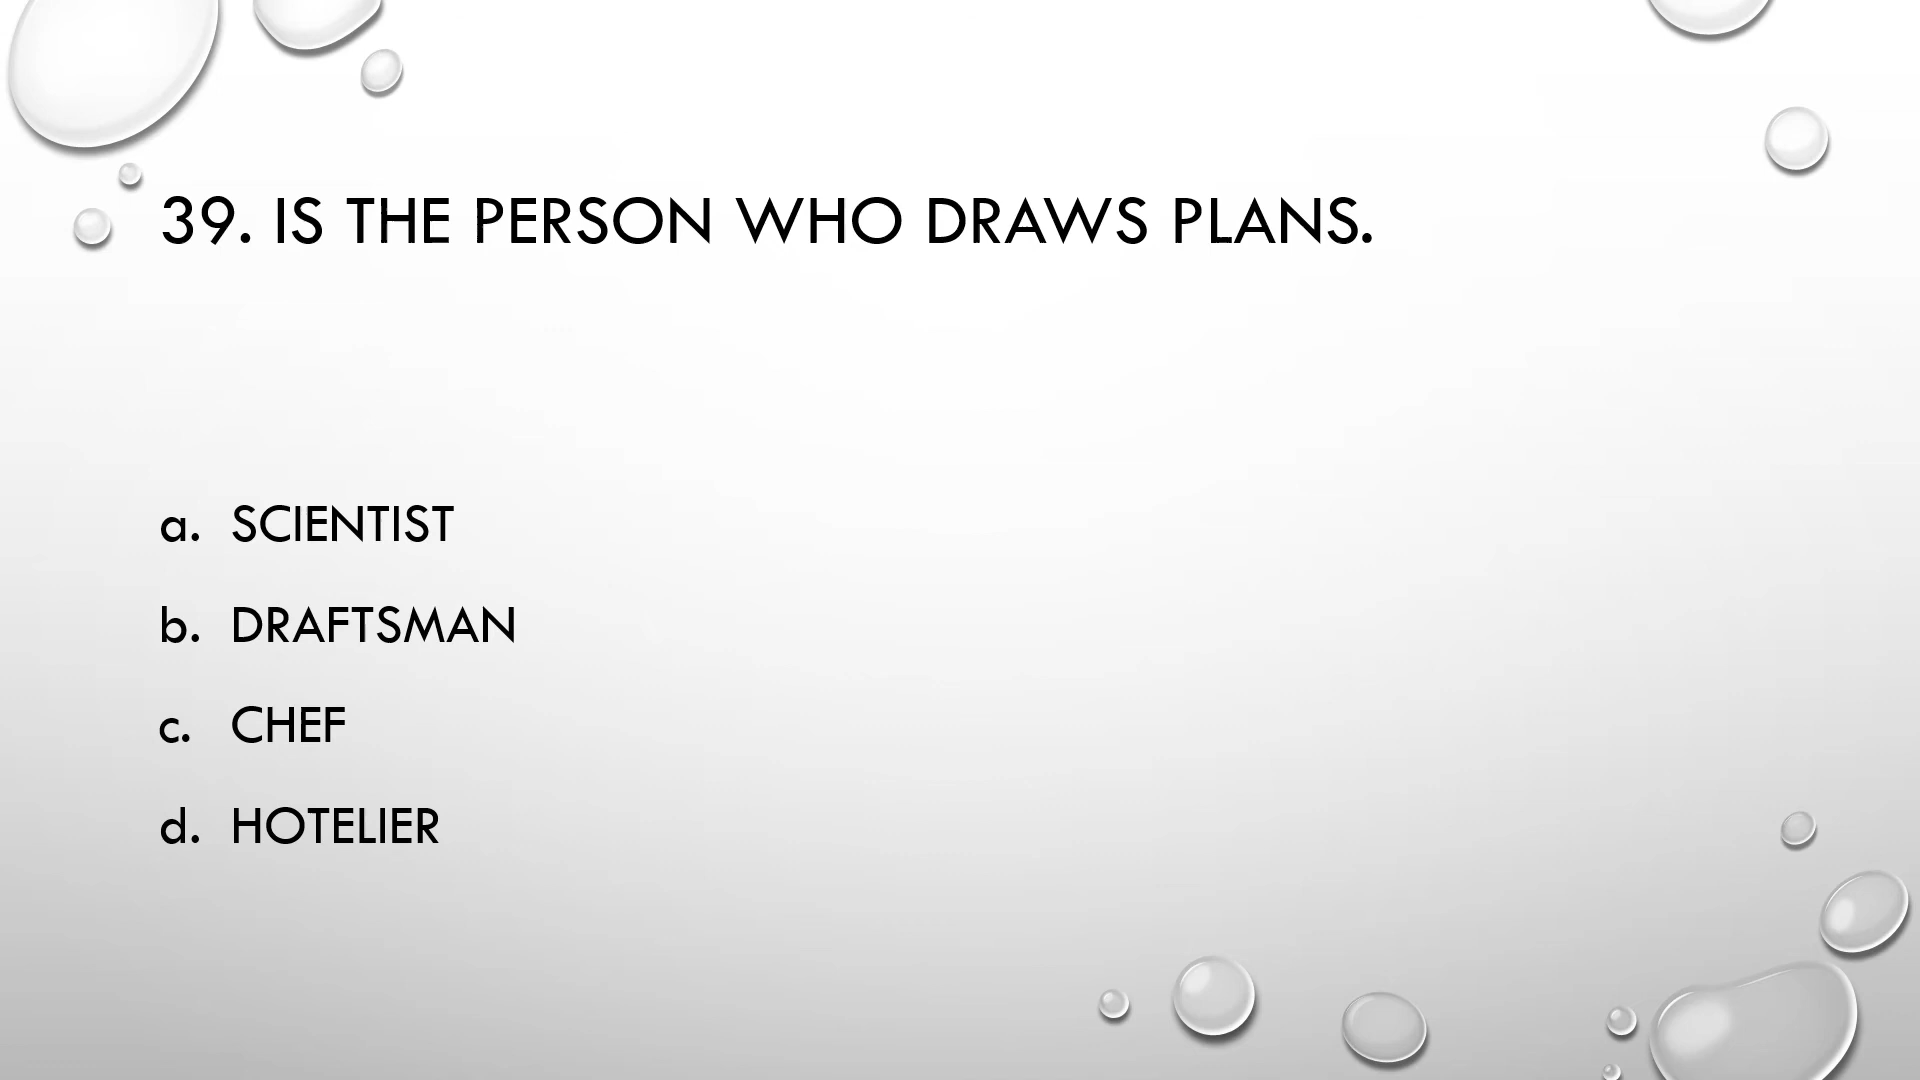 39. IS THE PERSON WHO DRAWS PLANS.
a. SCIENTIST
b. DRAFTSMAN
c. CHEF
d. HOTELIER